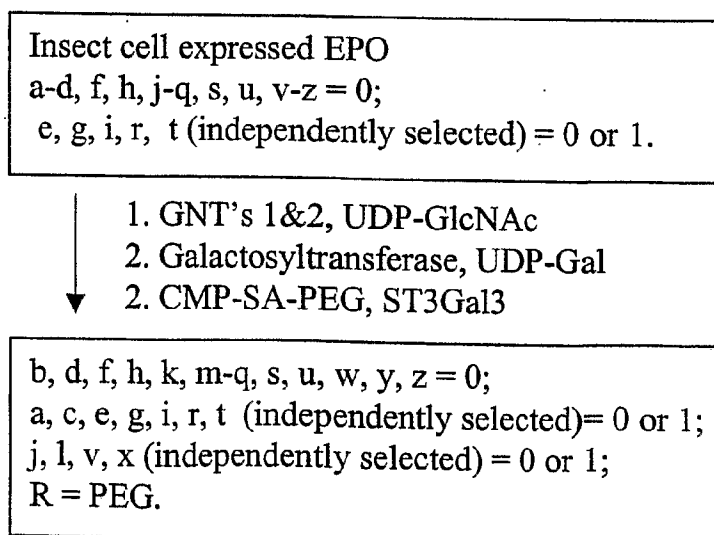 Insect cell expressed EPO
a-d, f, h, j-q, s, u, v-z = 0;
e, g, i, r, t (independently selected) = 0 or 1.
1. GNT's 1&2, UDP-GlcNAc
2. Galactosyltransferase, UDP-Gal
2. CMP-SA-PEG, ST3Gal3
b, d, f, h, k, m-q, s, u, w, y, z = 0;
a, c, e, g, i, r, t (independently selected)= 0 or 1;
j, l, v, x (independently selected) = 0 or 1;
R = PEG.